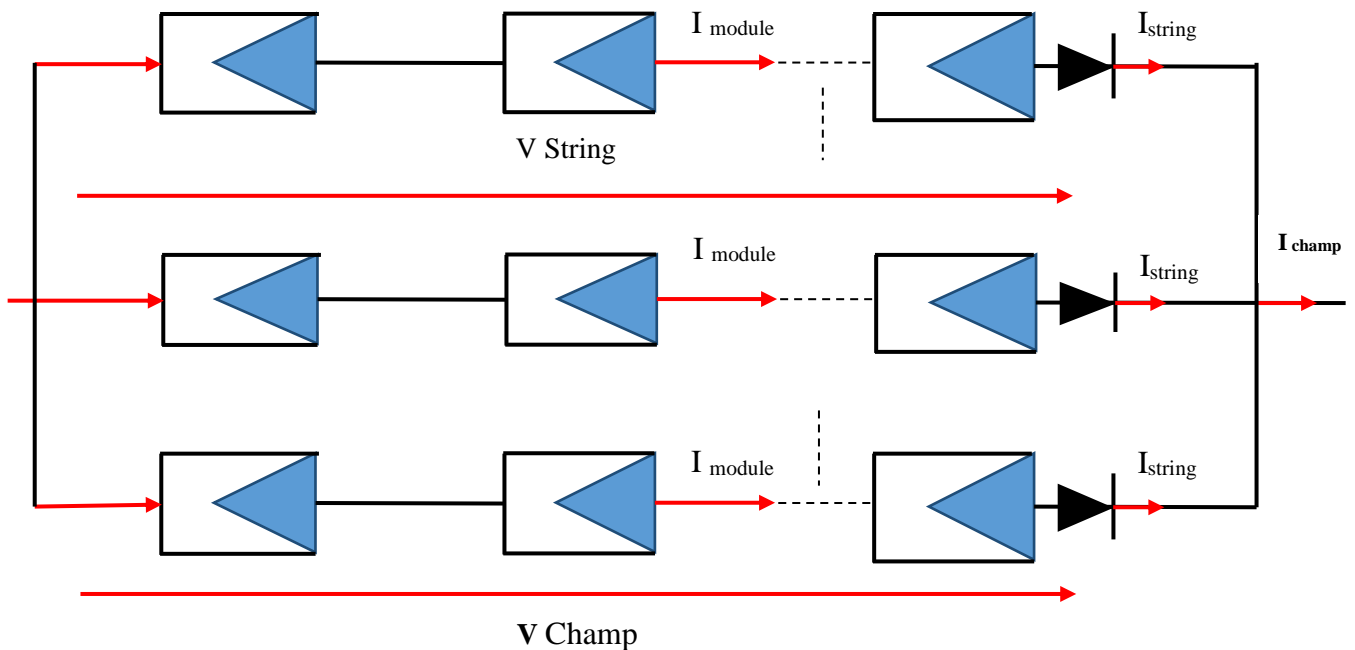 I module
Istring
V String
I module
Istring
I champ
I module
Istring
V Champ